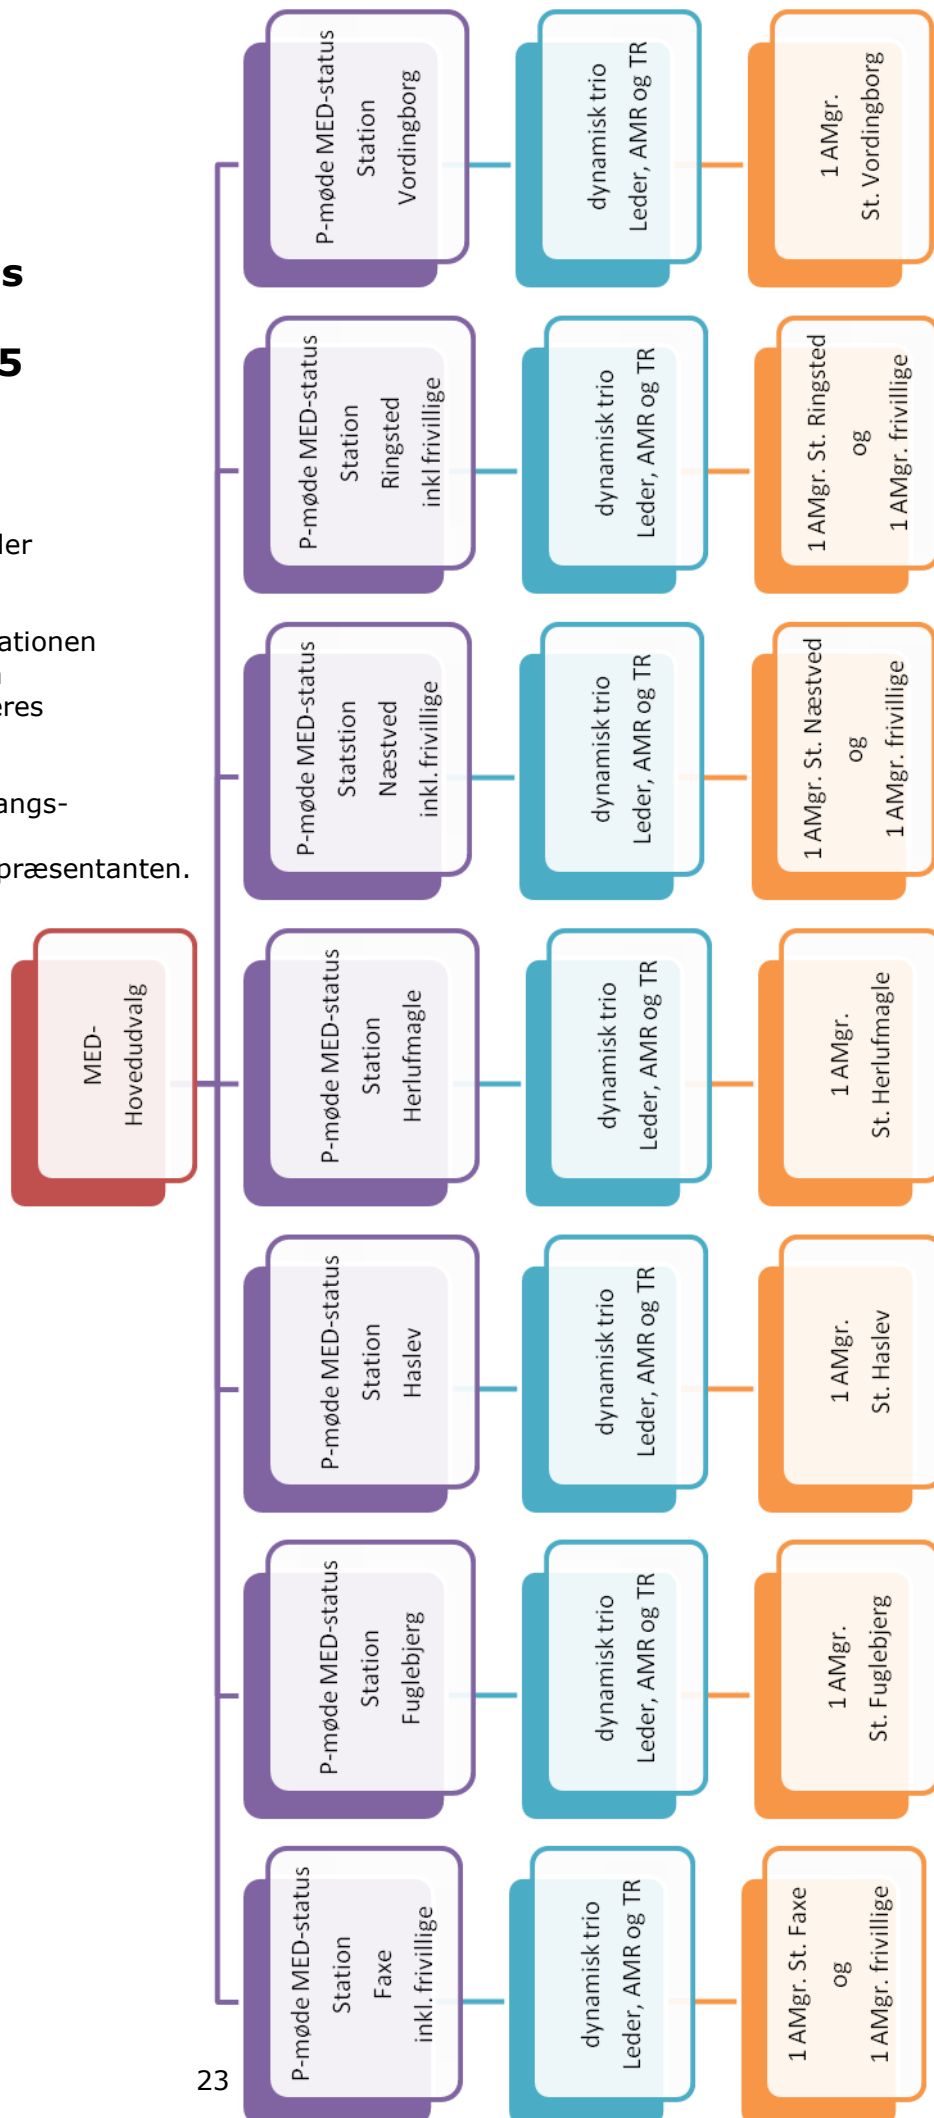 s
5
ler
ationen
eres
angs-
præsentanten.
MED-
Hovedudvalg
P-møde MED-status
Station
Faxe
inkl. frivillige
dynamisk trio
Leder, AMR og TR
1 AMgr. St. Faxe
og
1 AMgr. frivillige
P-møde MED-status
Station
Fuglebjerg
dynamisk trio
Leder, AMR og TR
1 AMgr.
St. Fuglebjerg
P-møde MED-status
Station
Haslev
dynamisk trio
Leder, AMR og TR
1 AMgr.
St. Haslev
P-møde MED-status
Station
Herlufmagle
dynamisk trio
Leder, AMR og TR
1 AMgr.
St. Herlufmagle
P-møde MED-status
Statstion
Næstved
inkl. frivillige
dynamisk trio
Leder, AMR og TR
1 AMgr. St. Næstved
og
1 AMgr. frivillige
P-møde MED-status
Station
Ringsted
inkl frivillige
dynamisk trio
Leder, AMR og TR
1 AMgr. St. Ringsted
og
1 AMgr. frivillige
P-møde MED-status
Station
Vordingborg
dynamisk trio
Leder, AMR og TR
1 AMgr.
St. Vordingborg
23